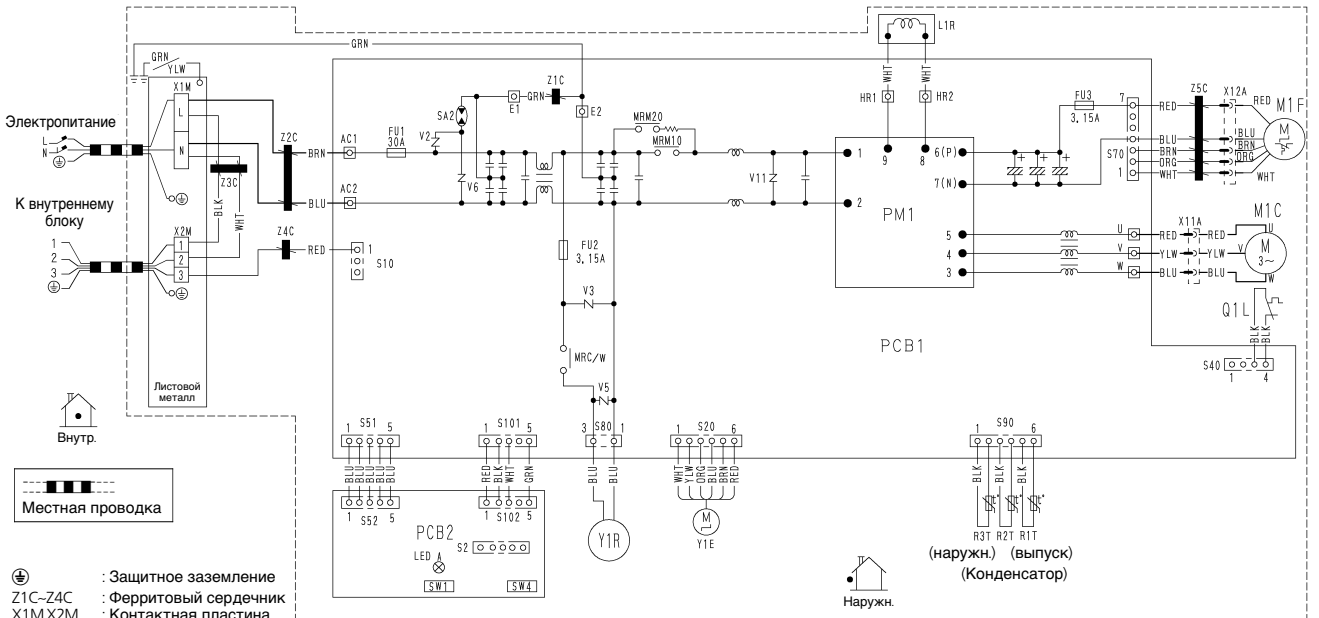 L1R
GRN
GRN
YLW
X1M
L
N
Электропитание
L
N
Z3C
BLK
WHT
К внутреннему
блоку
1
2
3
X2M
1
2
3
Листовой
металл
Z2C
BRN
BLU
AC1
AC2
FU1
30A
V2
SA2
V6
E1
GRN
Z1C
E2
MRM20
MRM10
V11
WHT
WHT
HR1
HR2
1
2
9
8
6(P)
7(N)
PM1
5
4
3
FU3
3,15A
7
S70
1
RED
BLU
BRN
ORG
WHT
Z5C
X12A
RED
BLU
BRN
ORG
WHT
M1F
M
P
Z4C
RED
1
S10
FU2
3,15A
V3
MRC/W
V5
U
V
W
RED
YLW
BLU
X11A
RED
YLW
BLU
M1C
U
V
W
M
3~
Q1L
BLK
BLK
S40
1
4
PCB1
Внутр.
Местная проводка
1 S51 5
BLU
BLU
BLU
BLU
BLU
1 S52 5
1 S101 5
RED
BLK
WHT
GRN
1 S102 5
PCB2
S2
LED A
SW1
SW4
3 S80 1
BLU
BLU
Y1R
1 S20 6
WHT
YLW
ORG
BLU
BRN
RED
M
Y1E
1 S90 6
BLK
BLK
BLK
t°
t°
t°
R3T R2T R1T
(наружн.) (выпуск)
(Конденсатор)
Наружн.
: Защитное заземление
Z1C~Z4C : Ферритовый сердечник
X1M,X2M : Контактная пластина